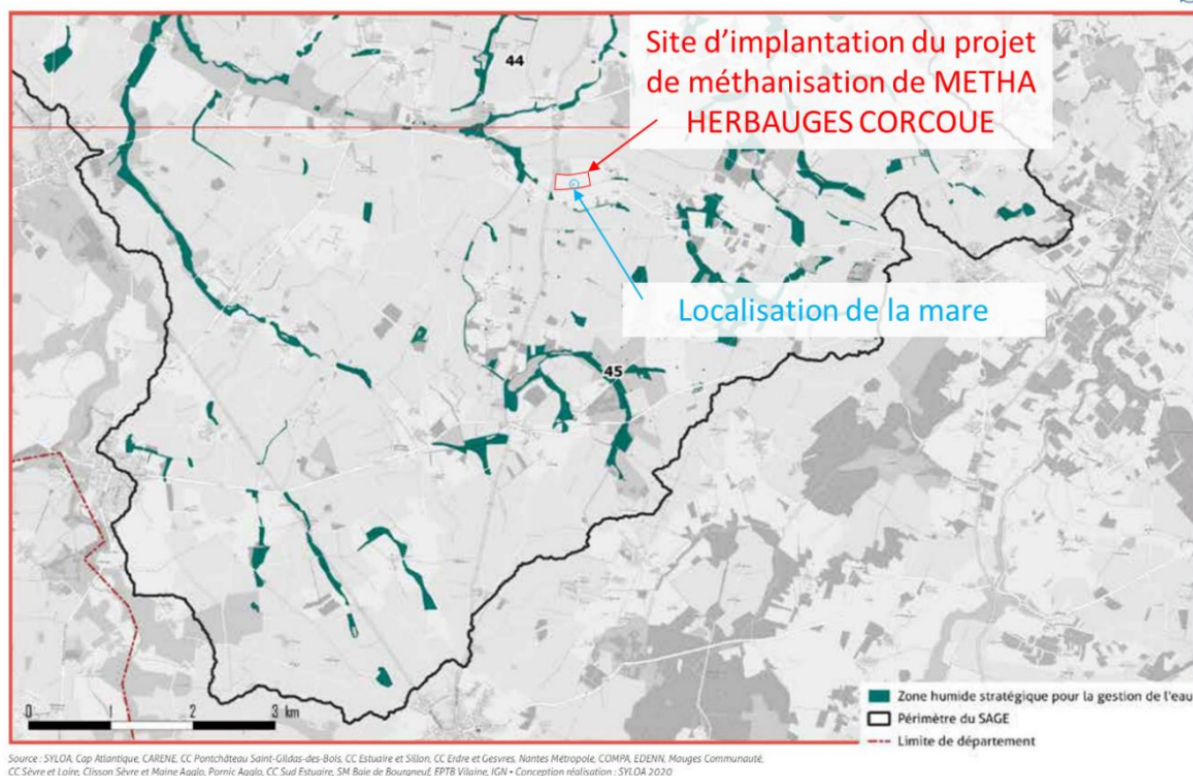 44
Site d'implantation du projet
de méthanisation de METHA
HERBAUGES CORCOUE
Localisation de la mare
45
0 1 2 3 km
Zone humide stratégique pour la gestion de l'eau
Périmètre du SAGE
Limite de département
Source : SYLOA, Cap Atlantique, CARENE, CC Pontchâteau Saint-Gildas-des-Bois, CC Estuaire et Sillon, CC Erdre et Gesvres, Nantes Métropole, COMPA, EDENN, Mauges Communauté,
CC Sèvre et Loire, Clisson Sèvre et Maine Agglo, Pornic Agglo, CC Sud Estuaire, SM Baie de Bourgneuf, EPTB Vilaine, IGN • Conception réalisation : SYLOA 2020